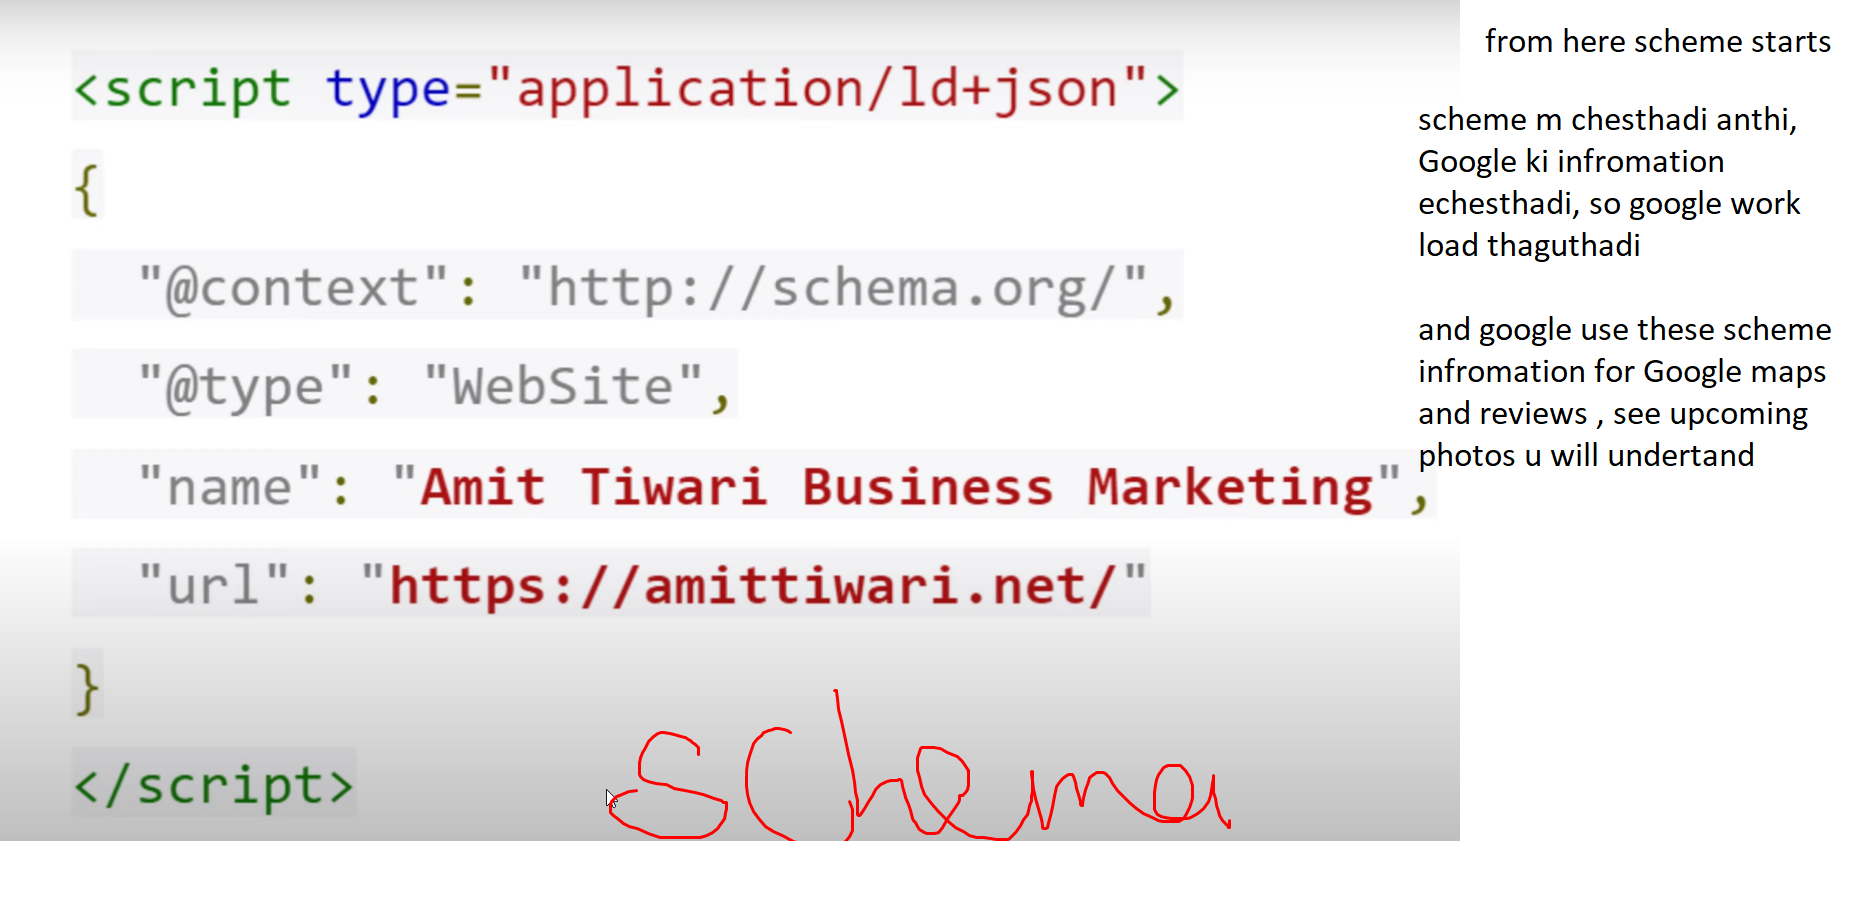 from here scheme starts
<script type="application/ld+json">
{
"@context": "http://schema.org/",
"@type": "WebSite",
"name": "Amit Tiwari Business Marketing",
"url": "https://amittiwari.net/"
}
</script>
schema
scheme m chesthadi anthi,
Google ki infromation
echesthadi, so google work
load thaguthadi
and google use these scheme
infromation for Google maps
and reviews , see upcoming
photos u will undertand